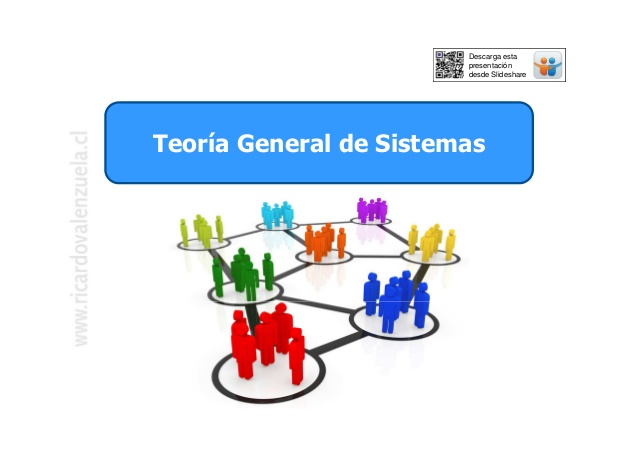 Descarga esta
presentación
desde Slideshare
Teoría General de Sistemas
www.ricardovalenzuela.cl